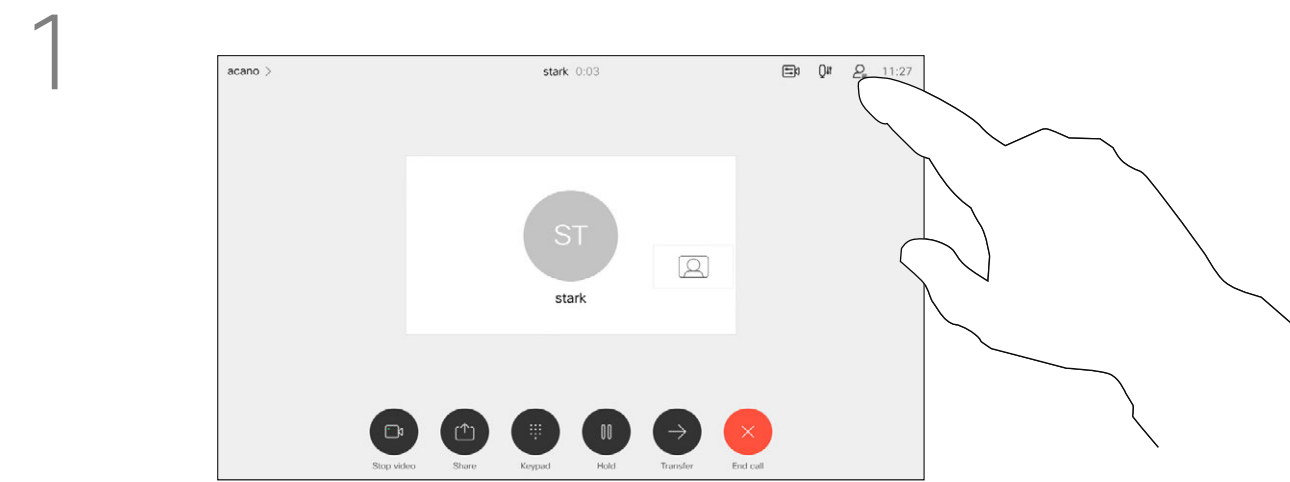 1
acano >
stark 0:03
11:27
ST
stark
Stop video
Share
Keypad
Hold
Transfer
End call